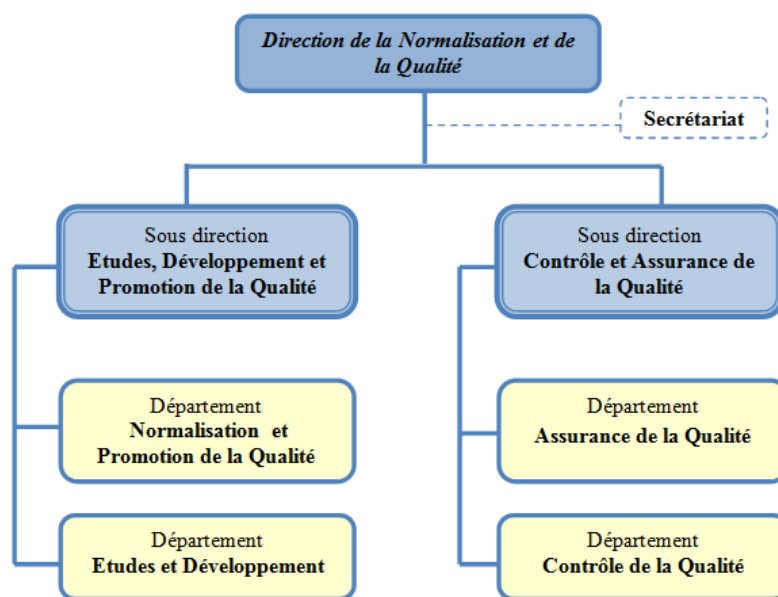 Direction de la Normalisation et de
la Qualité
Secrétariat
Sous direction
Etudes, Développement et
Promotion de la Qualité
Sous direction
Contrôle et Assurance de
la Qualité
Département
Normalisation et
Promotion de la Qualité
Département
Assurance de la Qualité
Département
Etudes et Développement
Département
Contrôle de la Qualité